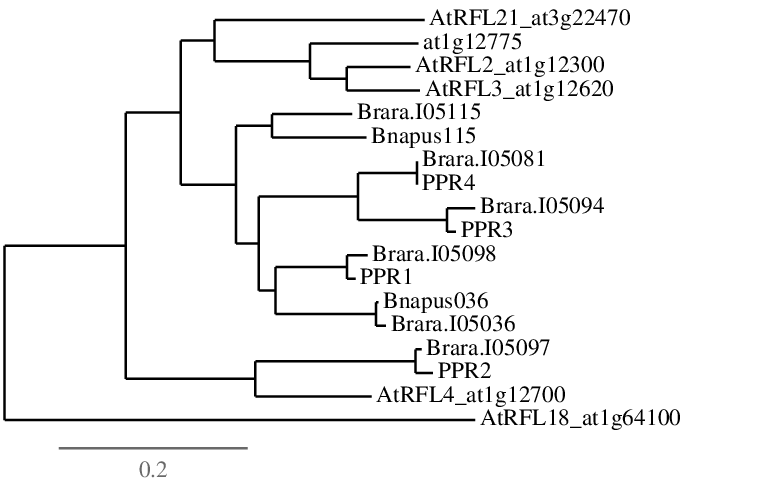 AtRFL21_at3g22470
at1g12775
AtRFL2_at1g12300
AtRFL3_at1g12620
Brara.I05115
Bnapus115
Brara.I05081
PPR4
Brara.I05094
PPR3
Brara.I05098
PPR1
Bnapus036
Brara.I05036
Brara.I05097
PPR2
AtRFL4_at1g12700
AtRFL18_at1g64100
0.2